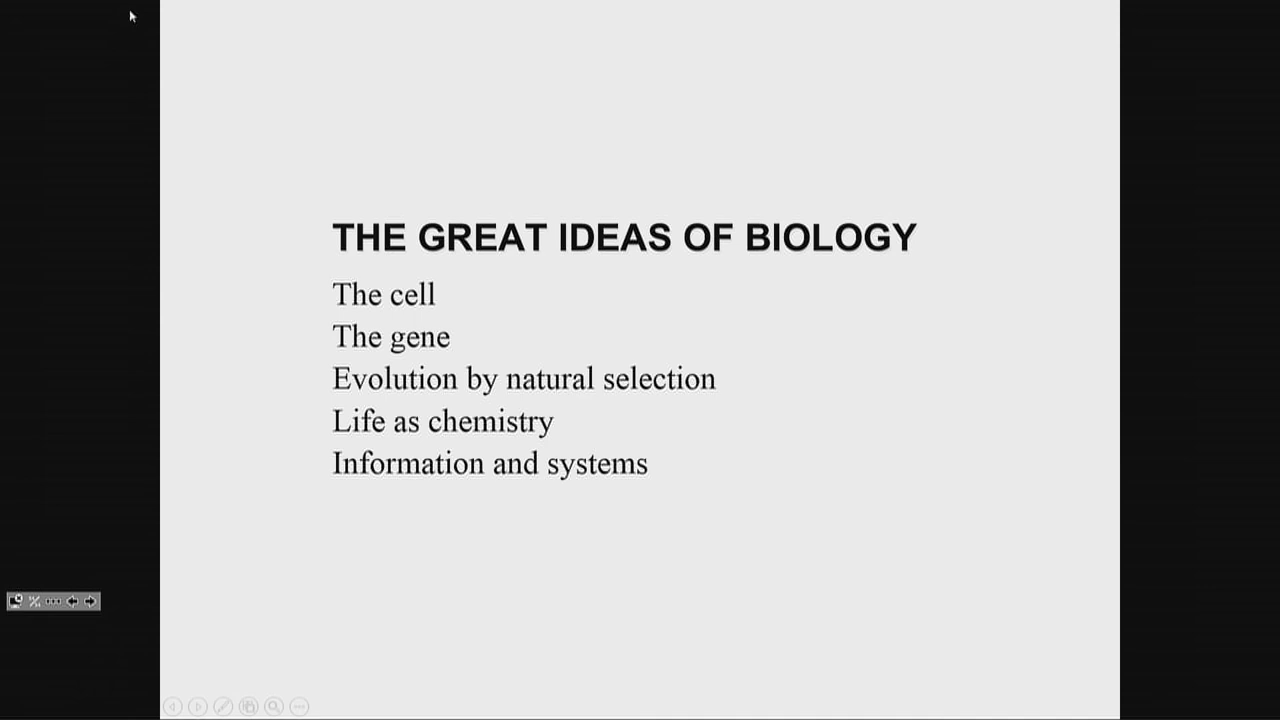 THE GREAT IDEAS OF BIOLOGY
The cell
The gene
Evolution by natural selection
Life as chemistry
Information and systems